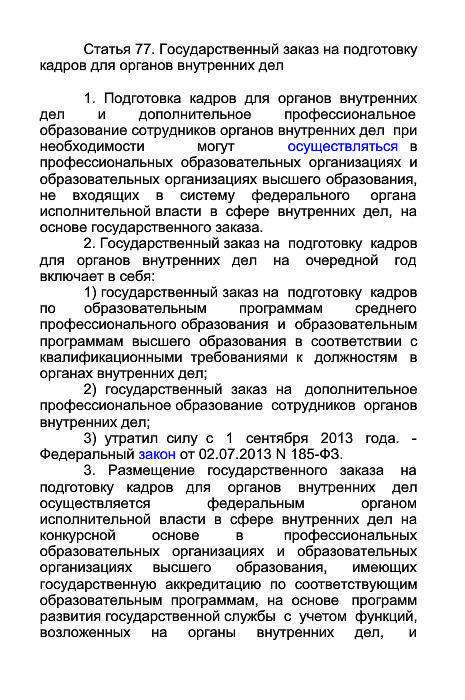 Статья 77. Государственный заказ на подготовку
кадров для органов внутренних дел
1. Подготовка кадров для органов внутренних
дел и дополнительное профессиональное
образование сотрудников органов внутренних дел при
необходимости могут осуществляться в
профессиональных образовательных организациях и
образовательных организациях высшего образования,
не входящих в систему федерального органа
исполнительной власти в сфере внутренних дел, на
основе государственного заказа.
2. Государственный заказ на подготовку кадров
для органов внутренних дел на очередной год
включает в себя:
1) государственный заказ на подготовку кадров
по образовательным программам среднего
профессионального образования и образовательным
программам высшего образования в соответствии с
квалификационными требованиями к должностям в
органах внутренних дел;
2) государственный заказ на дополнительное
профессиональное образование сотрудников органов
внутренних дел;
3) утратил силу с 1 сентября 2013 года. -
Федеральный закон от 02.07.2013 N 185-ФЗ.
3. Размещение государственного заказа на
подготовку кадров для органов внутренних дел
осуществляется федеральным органом
исполнительной власти в сфере внутренних дел на
конкурсной основе в профессиональных
образовательных организациях и образовательных
организациях высшего образования, имеющих
государственную аккредитацию по соответствующим
образовательным программам, на основе программ
развития государственной службы с учетом функций,
возложенных на органы внутренних дел, и